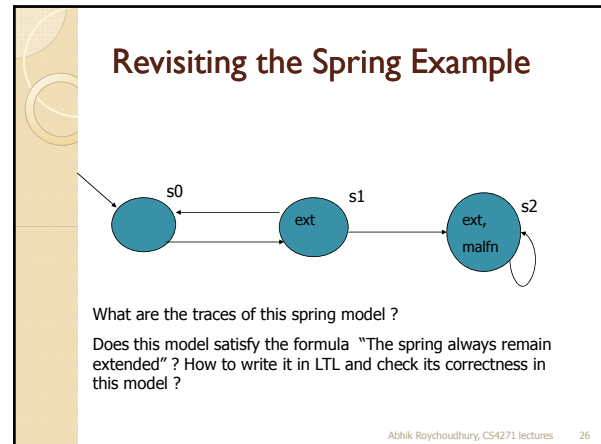 Revisiting the Spring Example
s0
s1
s2
ext
ext,
malfn
What are the traces of this spring model ?
Does this model satisfy the formula “The spring always remain
extended” ? How to write it in LTL and check its correctness in
this model ?
Abhik Roychoudhury, CS4271 lectures 26